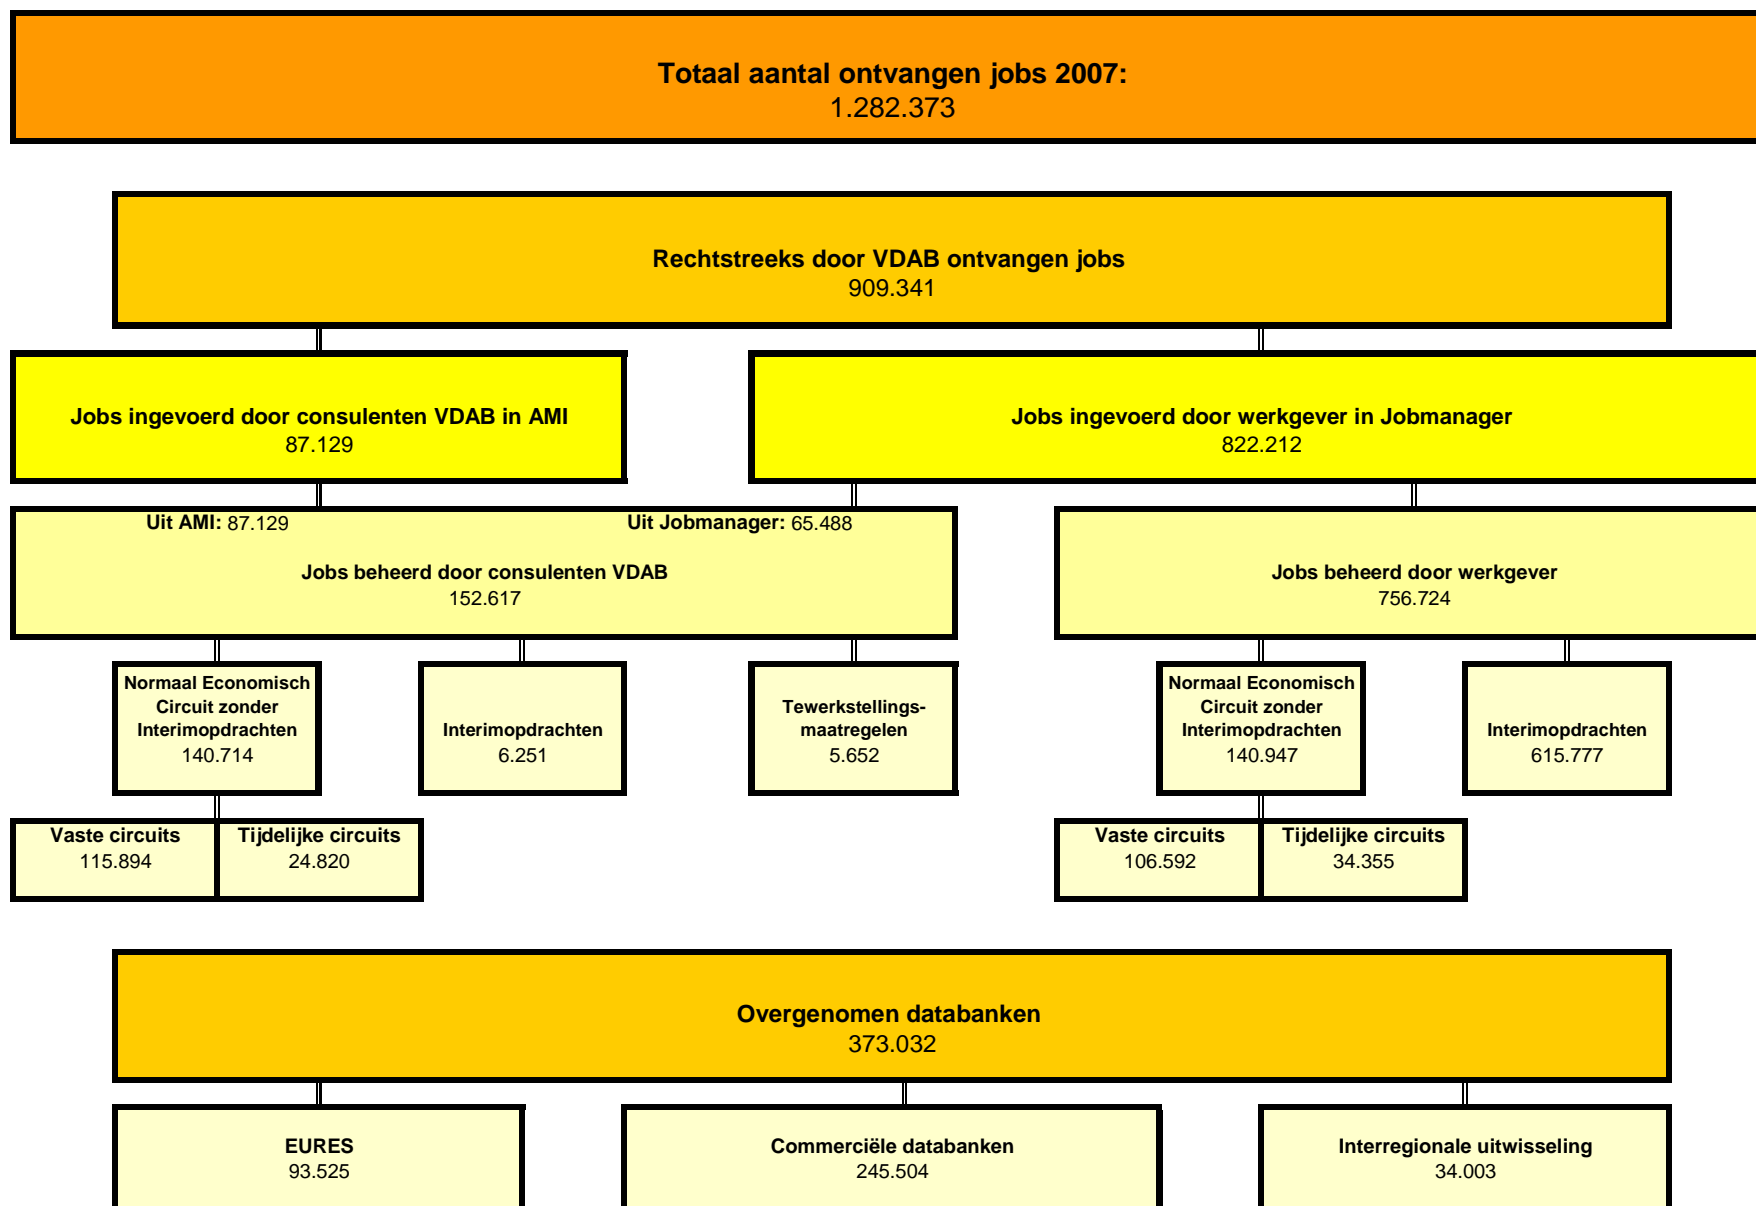 Totaal aantal ontvangen jobs 2007:
1.282.373
Rechtstreeks door VDAB ontvangen jobs
909.341
Jobs ingevoerd door consulenten VDAB in AMI
87.129
Jobs ingevoerd door werkgever in Jobmanager
822.212
Uit AMI: 87.129
Uit Jobmanager: 65.488
Jobs beheerd door consulenten VDAB
152.617
Jobs beheerd door werkgever
756.724
Normaal Economisch
Circuit zonder
Interimopdrachten
140.714
Interimopdrachten
6.251
Tewerkstellings-
maatregelen
5.652
Normaal Economisch
Circuit zonder
Interimopdrachten
140.947
Interimopdrachten
615.777
Vaste circuits
115.894
Tijdelijke circuits
24.820
Vaste circuits
106.592
Tijdelijke circuits
34.355
Overgenomen databanken
373.032
EURES
93.525
Commerciële databanken
245.504
Interregionale uitwisseling
34.003